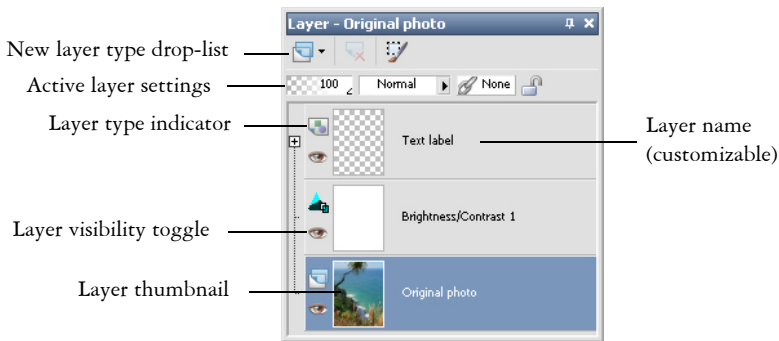 Layer - Original photo
New layer type drop-list
Active layer settings
100
Normal
None
Layer type indicator
Text label
Layer name
(customizable)
Brightness/Contrast 1
Layer visibility toggle
Layer thumbnail
Original photo